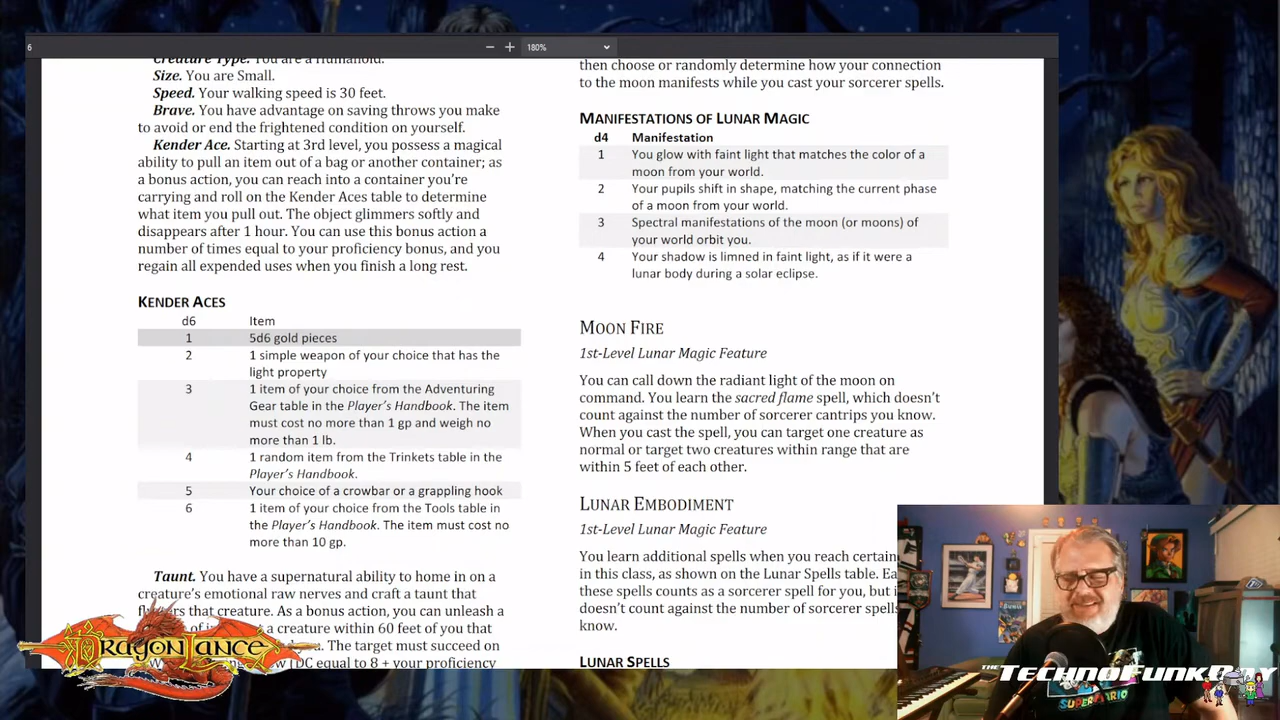 6
180%
Creature Type. You are a Humanoid.
Size. You are Small.
Speed. Your walking speed is 30 feet.
Brave. You have advantage on saving throws you make
to avoid or end the frightened condition on yourself.
Kender Ace. Starting at 3rd level, you possess a magical
ability to pull an item out of a bag or another container; as
a bonus action, you can reach into a container you're
carrying and roll on the Kender Aces table to determine
what item you pull out. The object glimmers softly and
disappears after 1 hour. You can use this bonus action a
number of times equal to your proficiency bonus, and you
regain all expended uses when you finish a long rest.
KENDER ACES
d6 Item
1 5d6 gold pieces
2 1 simple weapon of your choice that has the
light property
3 1 item of your choice from the Adventuring
Gear table in the Player's Handbook. The item
must cost no more than 1 gp and weigh no
more than 1 lb.
4 1 random item from the Trinkets table in the
Player's Handbook.
5 Your choice of a crowbar or a grappling hook
6 1 item of your choice from the Tools table in
the Player's Handbook. The item must cost no
more than 10 gp.
Taunt. You have a supernatural ability to home in on a
creature's emotional raw nerves and craft a taunt that
that creature. As a bonus action, you can unleash a
of a creature within 60 feet of you that
The target must succeed on
(DC equal to 8 + your proficiency
then choose or randomly determine how your connection
to the moon manifests while you cast your sorcerer spells.
MANIFESTATIONS OF LUNAR MAGIC
d4 Manifestation
1 You glow with faint light that matches the color of a
moon from your world.
2 Your pupils shift in shape, matching the current phase
of a moon from your world.
3 Spectral manifestations of the moon (or moons) of
your world orbit you.
4 Your shadow is limned in faint light, as if it were a
lunar body during a solar eclipse.
MOON FIRE
1st-Level Lunar Magic Feature
You can call down the radiant light of the moon on
command. You learn the sacred flame spell, which doesn't
count against the number of sorcerer cantrips you know.
When you cast the spell, you can target one creature as
normal or target two creatures within range that are
within 5 feet of each other.
LUNAR EMBODIMENT
1st-Level Lunar Magic Feature
You learn additional spells when you reach certain
in this class, as shown on the Lunar Spells table. Ea
these spells counts as a sorcerer spell for you, but i
doesn't count against the number of sorcerer spells
know.
LUNAR SPELLS
DRAGONLANCE
THE TECHNOFUNKBOY
SUPER MARIO